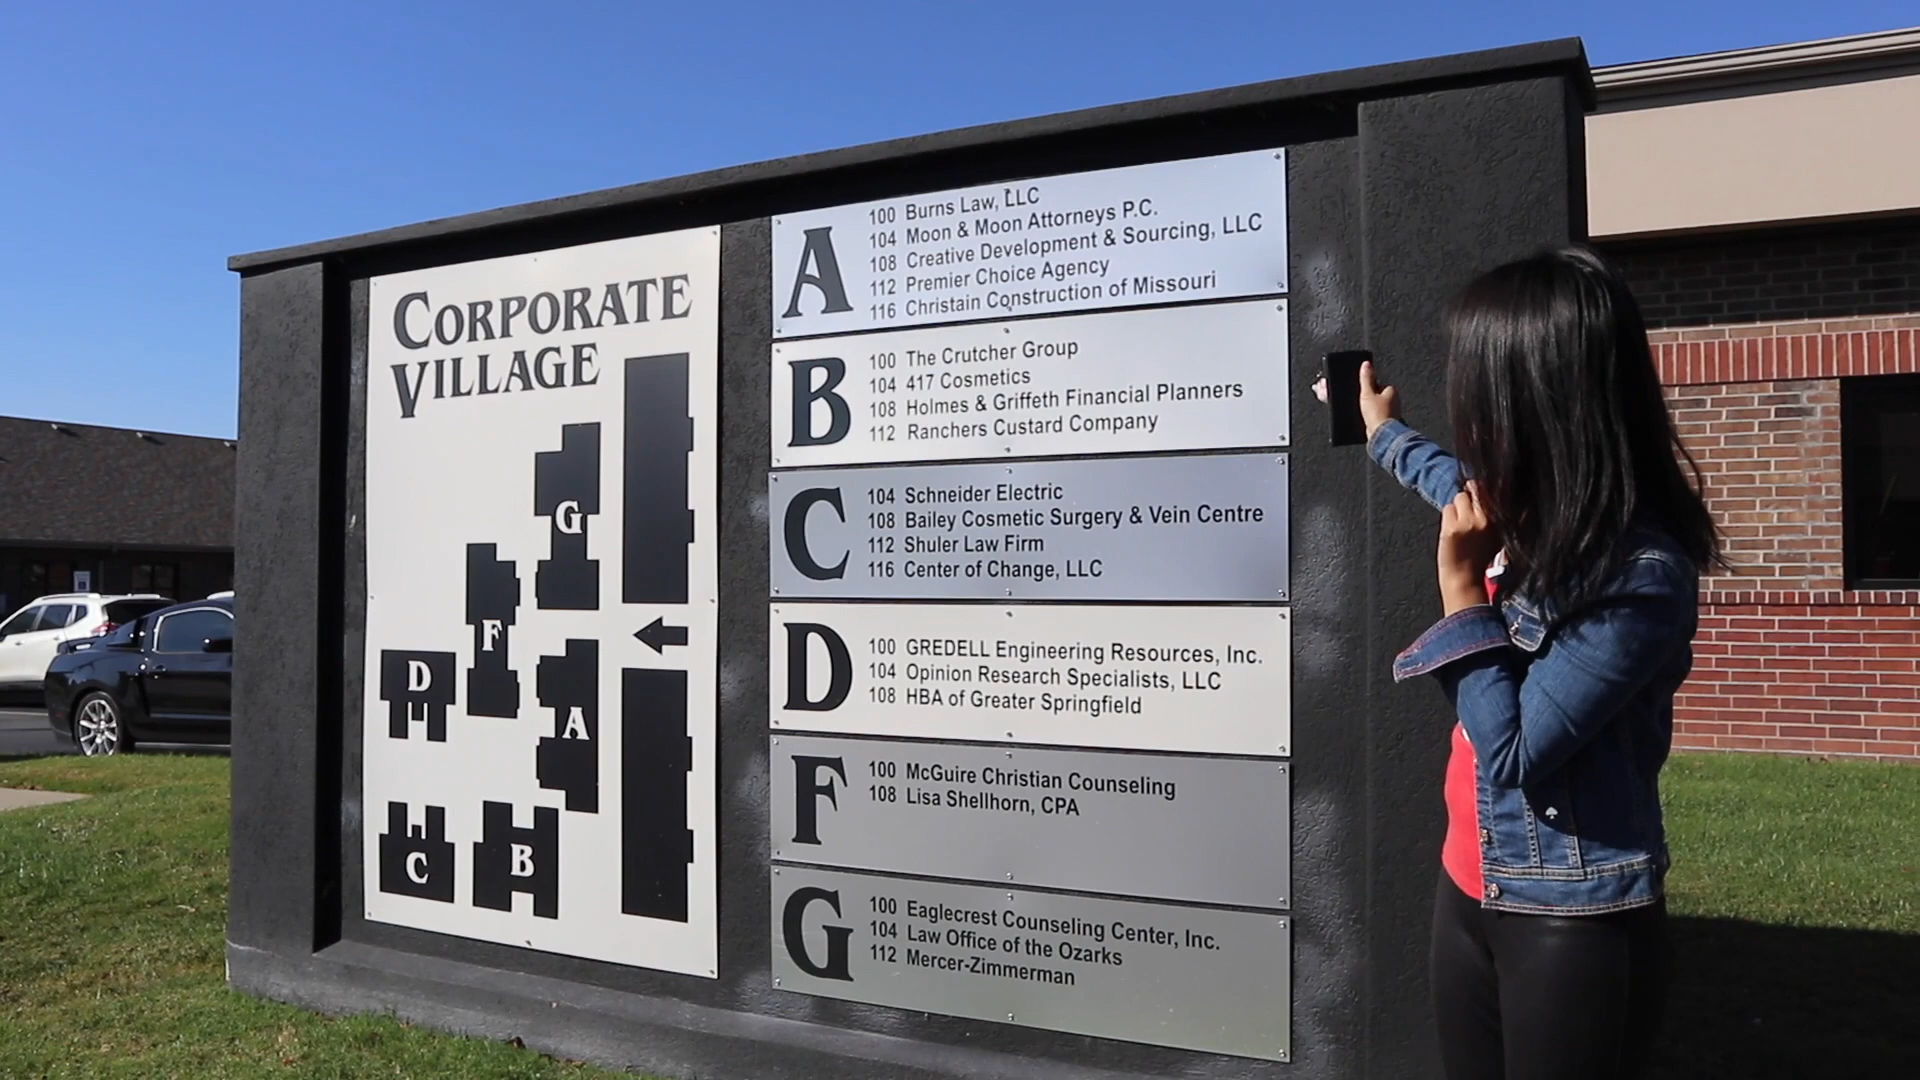 CORPORATE
VILLAGE
G
F
D
A
C
B
A
100 Burns Law, LLC
104 Moon & Moon Attorneys P.C.
108 Creative Development & Sourcing, LLC
112 Premier Choice Agency
116 Christain Construction of Missouri
B
100 The Crutcher Group
104 417 Cosmetics
108 Holmes & Griffeth Financial Planners
112 Ranchers Custard Company
C
104 Schneider Electric
108 Bailey Cosmetic Surgery & Vein Centre
112 Shuler Law Firm
116 Center of Change, LLC
D
100 GREDELL Engineering Resources, Inc.
104 Opinion Research Specialists, LLC
108 HBA of Greater Springfield
F
100 McGuire Christian Counseling
108 Lisa Shellhorn, CPA
G
100 Eaglecrest Counseling Center, Inc.
104 Law Office of the Ozarks
112 Mercer-Zimmerman